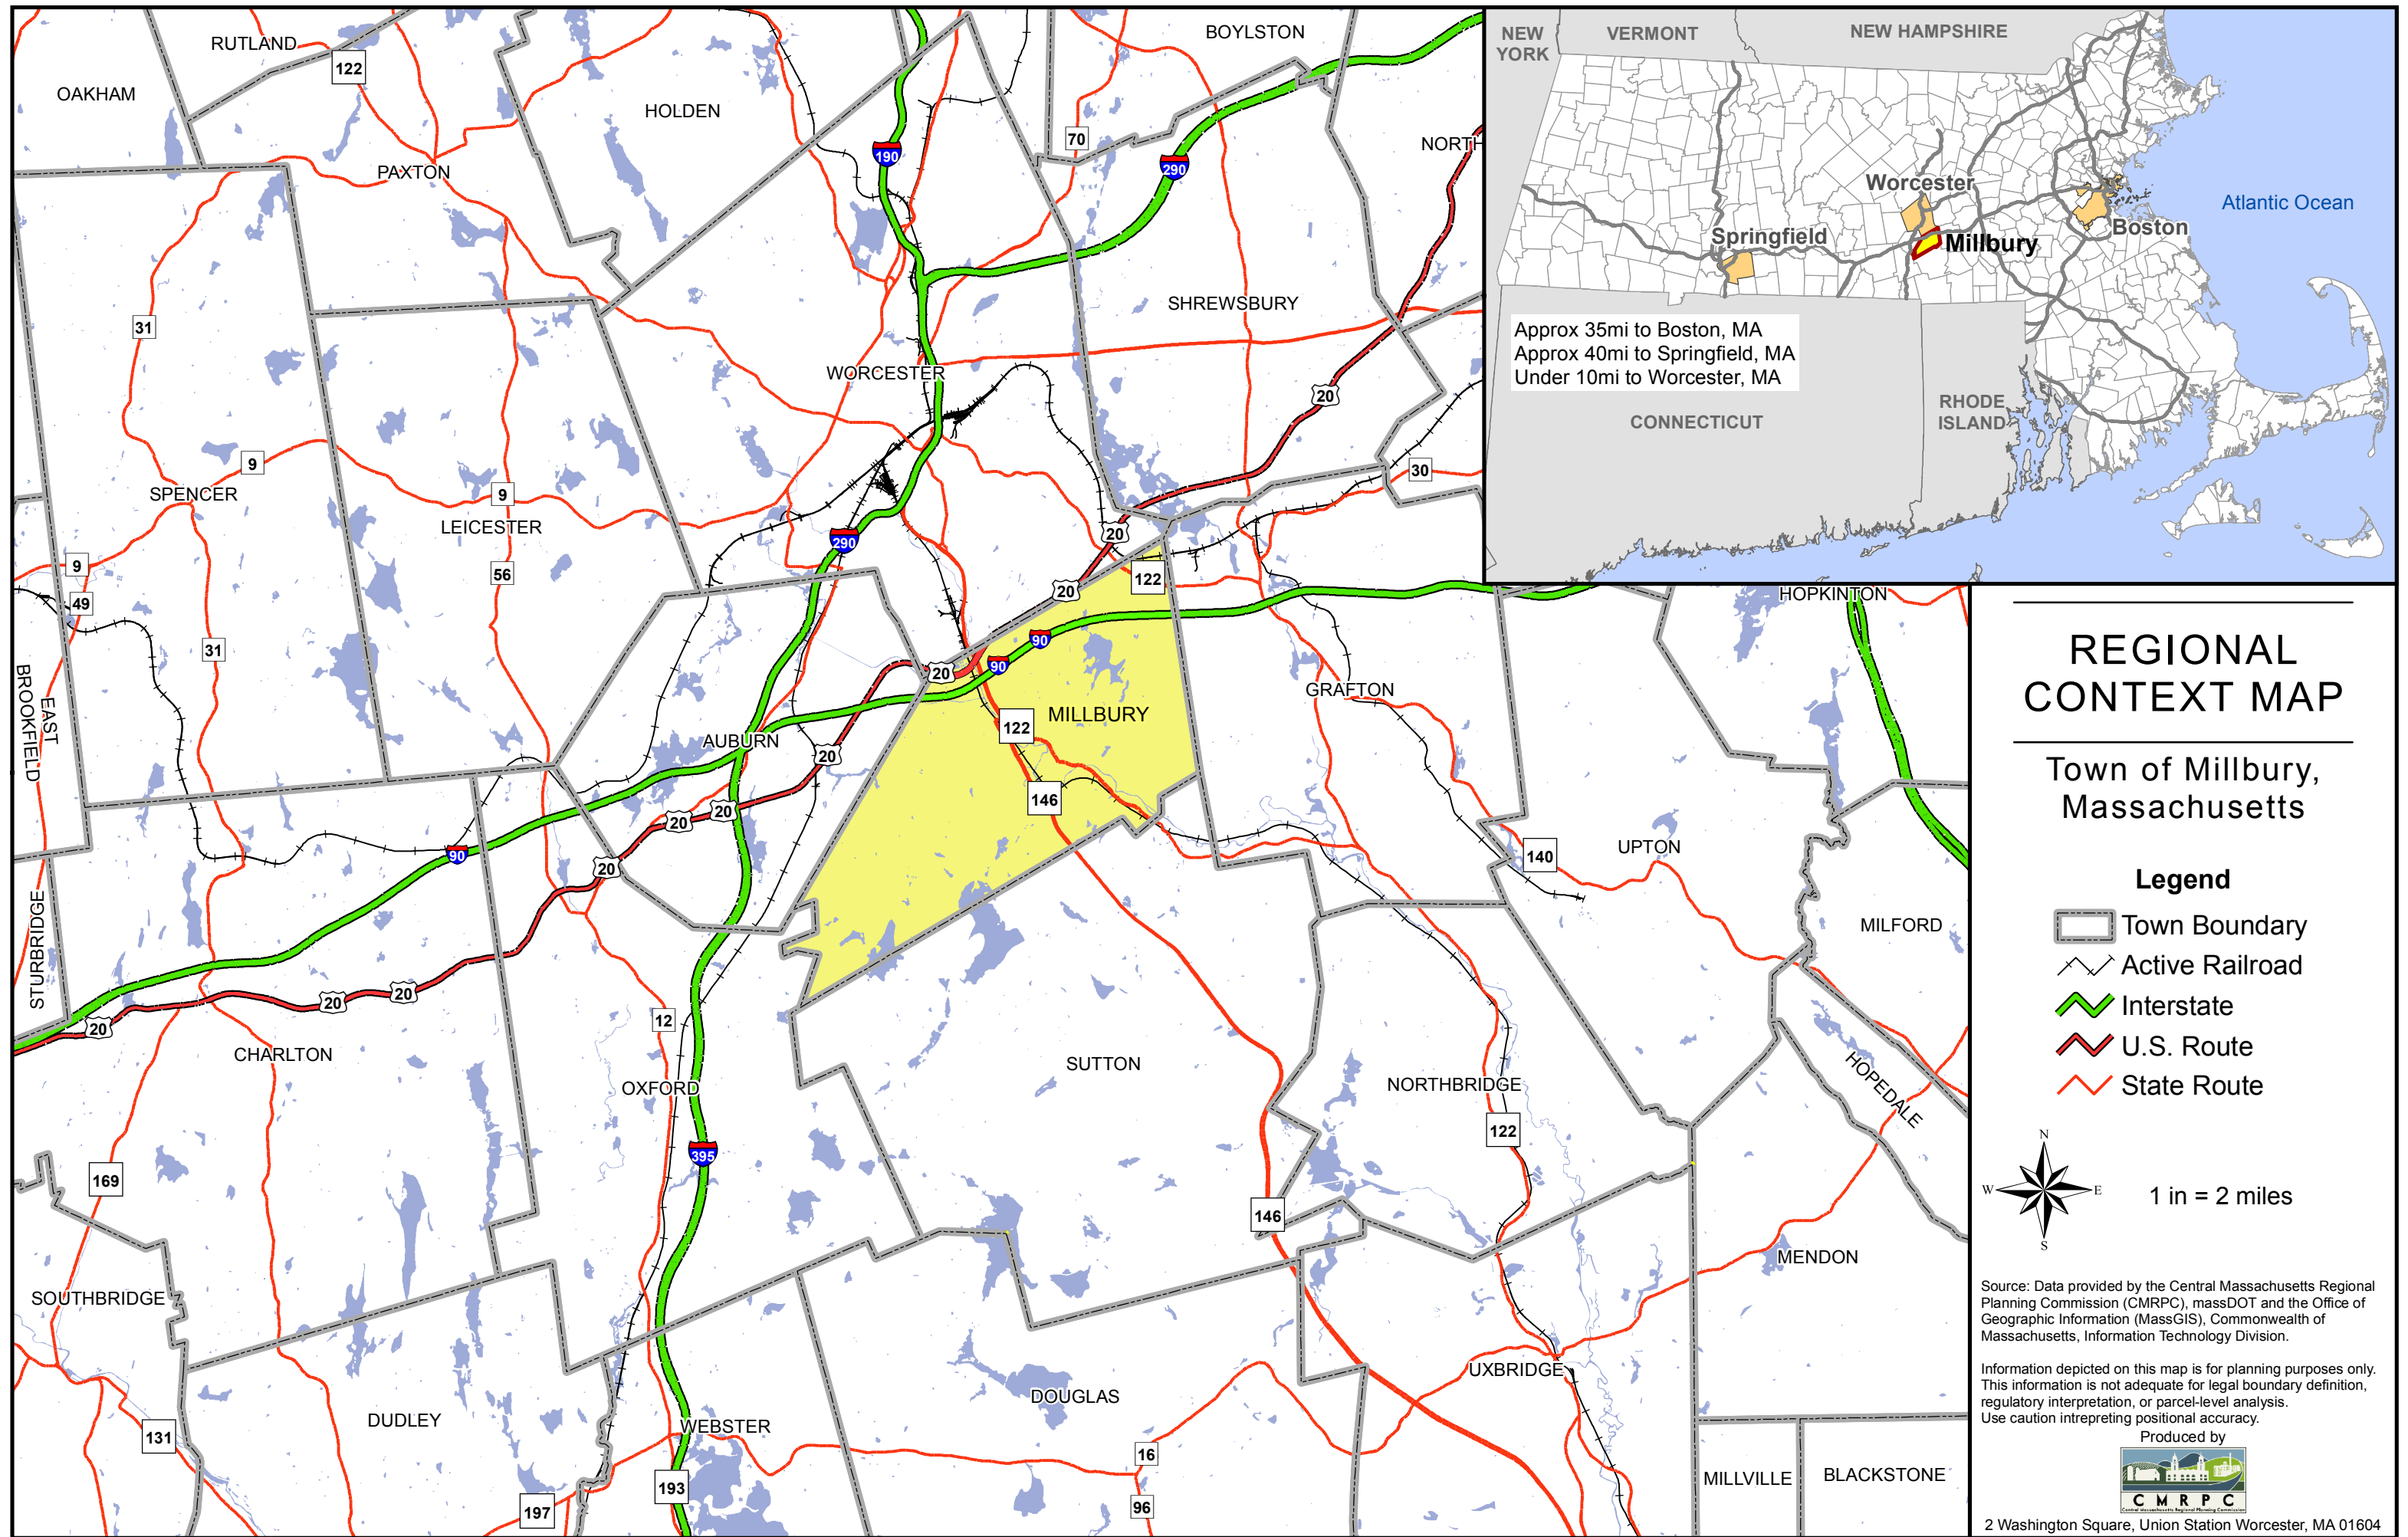 RUTLAND
122
OAKHAM
HOLDEN
BOYLSTON
PAXTON
190
70
290
NORTH
31
SHREWSBURY
WORCESTER
20
9
9
30
SPENCER
LEICESTER
290
20
56
20
122
9
49
31
EAST
BROOKFIELD
90
90
20
122
MILLBURY
GRAFTON
AUBURN
20
146
20
20
90
20
140
UPTON
HOPKINTON
MILFORD
STURBRIDGE
20
20
20
12
CHARLTON
OXFORD
SUTTON
NORTHBRIDGE
HOPEDALE
122
395
169
146
MENDON
SOUTHBRIDGE
UXBRIDGE
DOUGLAS
DUDLEY
WEBSTER
131
16
193
197
96
MILLVILLE
BLACKSTONE
NEW
YORK
VERMONT
NEW HAMPSHIRE
Worcester
Atlantic Ocean
Springfield
Millbury
Boston
Approx 35mi to Boston, MA
Approx 40mi to Springfield, MA
Under 10mi to Worcester, MA
CONNECTICUT
RHODE
ISLAND
REGIONAL
CONTEXT MAP
Town of Millbury,
Massachusetts
Legend
Town Boundary
Active Railroad
Interstate
U.S. Route
State Route
N
W E
S
1 in = 2 miles
Source: Data provided by the Central Massachusetts Regional
Planning Commission (CMRPC), massDOT and the Office of
Geographic Information (MassGIS), Commonwealth of
Massachusetts, Information Technology Division.
Information depicted on this map is for planning purposes only.
This information is not adequate for legal boundary definition,
regulatory interpretation, or parcel-level analysis.
Use caution intrepreting positional accuracy.
Produced by
CMRPC
Central Massachusetts Regional Planning Commission
2 Washington Square, Union Station Worcester, MA 01604